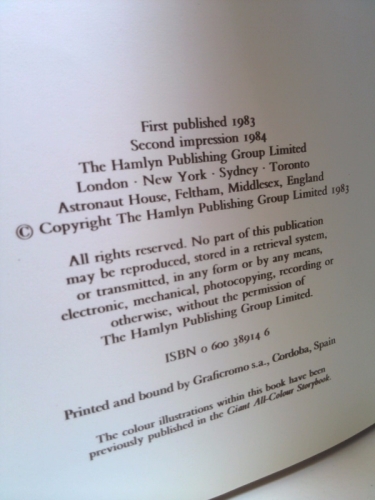 First published 1983
Second impression 1984
The Hamlyn Publishing Group Limited
London · New York · Sydney · Toronto
Astronaut House, Feltham, Middlesex, England
© Copyright The Hamlyn Publishing Group Limited 1983
All rights reserved. No part of this publication
may be reproduced, stored in a retrieval system,
or transmitted, in any form or by any means,
electronic, mechanical, photocopying, recording or
otherwise, without the permission of
The Hamlyn Publishing Group Limited.
ISBN 0 600 38914 6
Printed and bound by Graficromo s.a., Cordoba, Spain
The colour illustrations within this book have been
previously published in the Giant All-Colour Storybook.